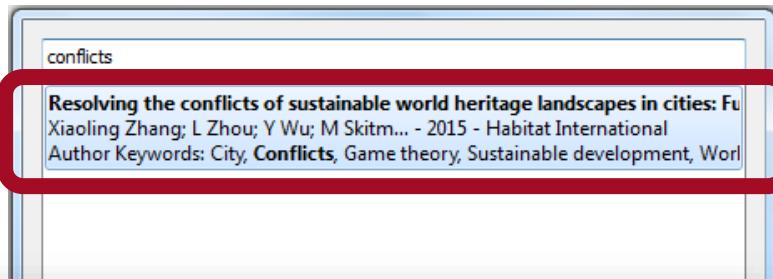 conflicts
Resolving the conflicts of sustainable world heritage landscapes in cities: Fu
Xiaoling Zhang; L Zhou; Y Wu; M Skitm... - 2015 - Habitat International
Author Keywords: City, Conflicts, Game theory, Sustainable development, Worl